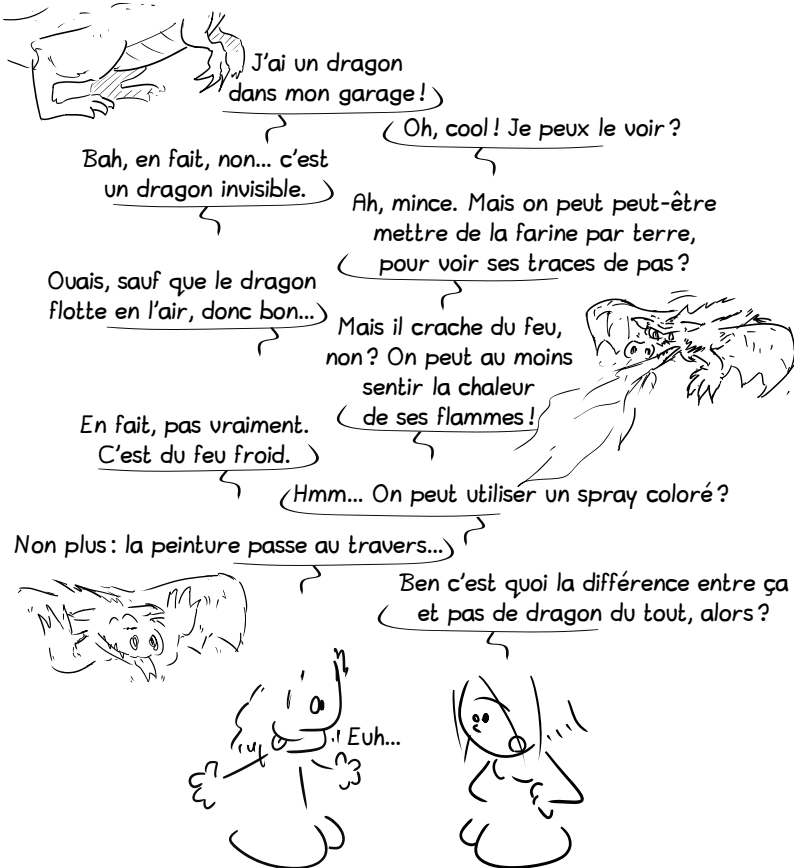 J'ai un dragon
dans mon garage !
Oh, cool ! Je peux le voir ?
Bah, en fait, non... c'est
un dragon invisible.
Ah, mince. Mais on peut peut-être
mettre de la farine par terre,
pour voir ses traces de pas ?
Ouais, sauf que le dragon
flotte en l'air, donc bon...
Mais il crache du feu,
non ? On peut au moins
sentir la chaleur
de ses flammes !
En fait, pas vraiment.
C'est du feu froid.
Hmm... On peut utiliser un spray coloré ?
Non plus : la peinture passe au travers...
Ben c'est quoi la différence entre ça
et pas de dragon du tout, alors ?
Euh...